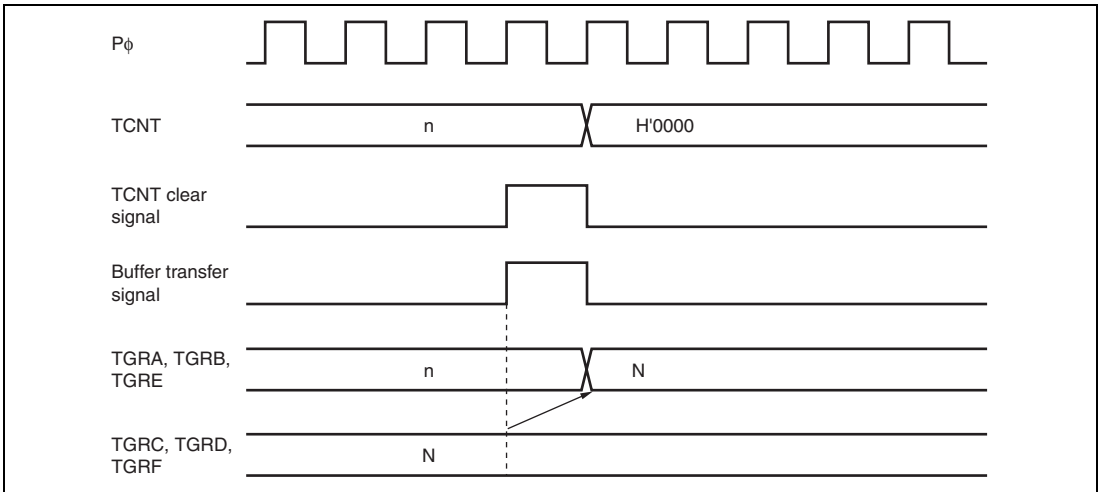 Pϕ
TCNT
n
H'0000
TCNT clear
signal
Buffer transfer
signal
TGRA, TGRB,
TGRE
n
N
TGRC, TGRD,
TGRF
N